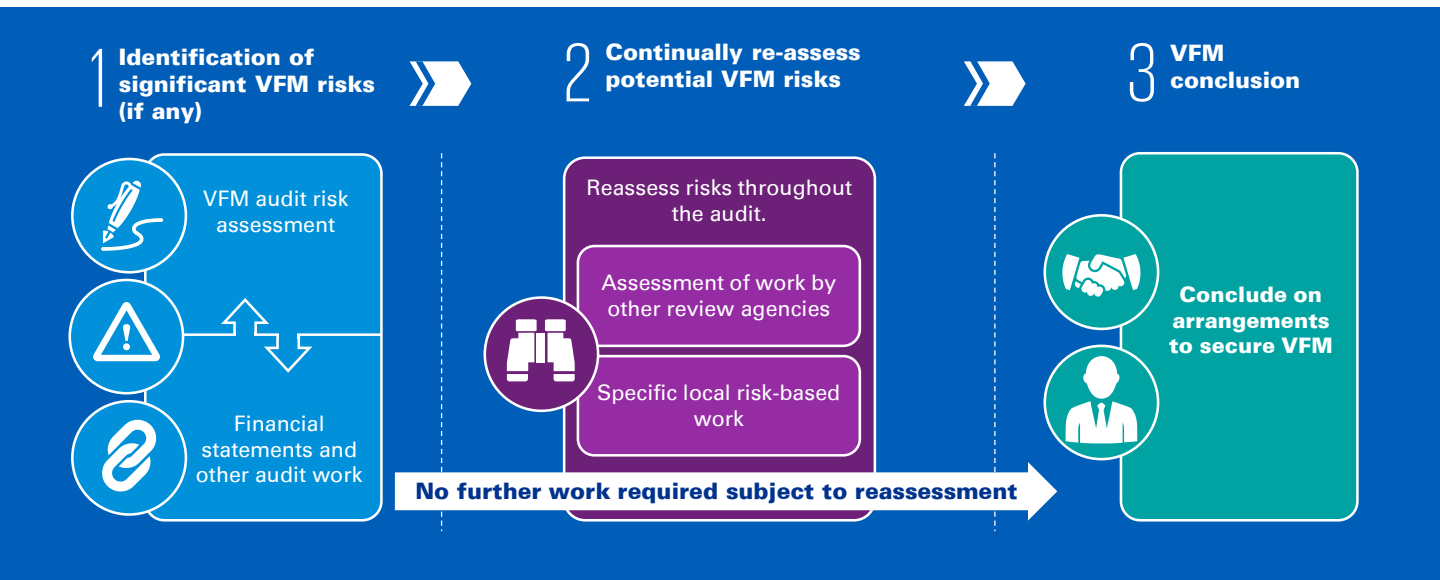 1
Identification of
significant VFM risks
(if any)
2
Continually re-assess
potential VFM risks
3
VFM
conclusion
VFM audit risk
assessment
Financial
statements and
other audit work
Reassess risks throughout
the audit.
Assessment of work by
other review agencies
Specific local risk-based
work
No further work required subject to reassessment
Conclude on
arrangements
to secure VFM